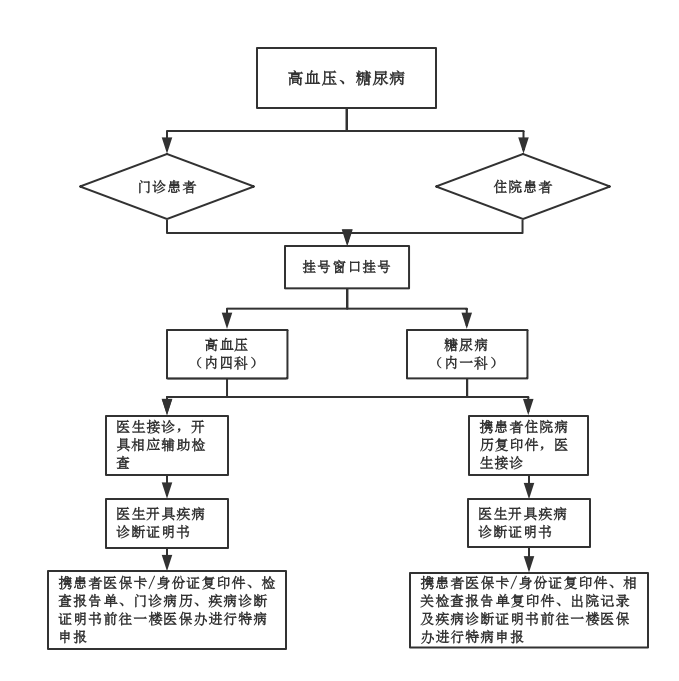 高血压、糖尿病
门诊患者
住院患者
挂号窗口挂号
高血压
（内四科）
糖尿病
（内一科）
医生接诊，开
具相应辅助检
查
携患者住院病
历复印件，医
生接诊
医生开具疾病
诊断证明书
医生开具疾病
诊断证明书
携患者医保卡/身份证复印件、检
查报告单、门诊病历、疾病诊断
证明书前往一楼医保办进行特病
申报
携患者医保卡/身份证复印件、相
关检查报告单复印件、出院记录
及疾病诊断证明书前往一楼医保
办进行特病申报